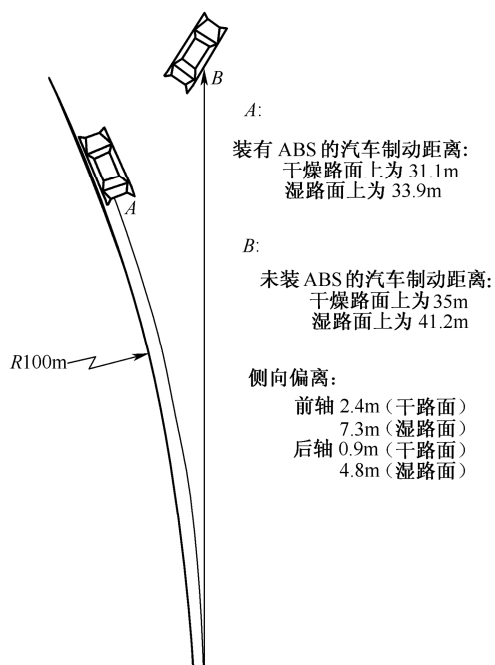 B
A:
装有 ABS 的汽车制动距离:
干燥路面上为 31.1m
湿路面上为 33.9m
A
B:
未装 ABS 的汽车制动距离:
干燥路面上为 35m
湿路面上为 41.2m
R100m
侧向偏离:
前轴 2.4m（干路面）
7.3m（湿路面）
后轴 0.9m（干路面）
4.8m（湿路面）